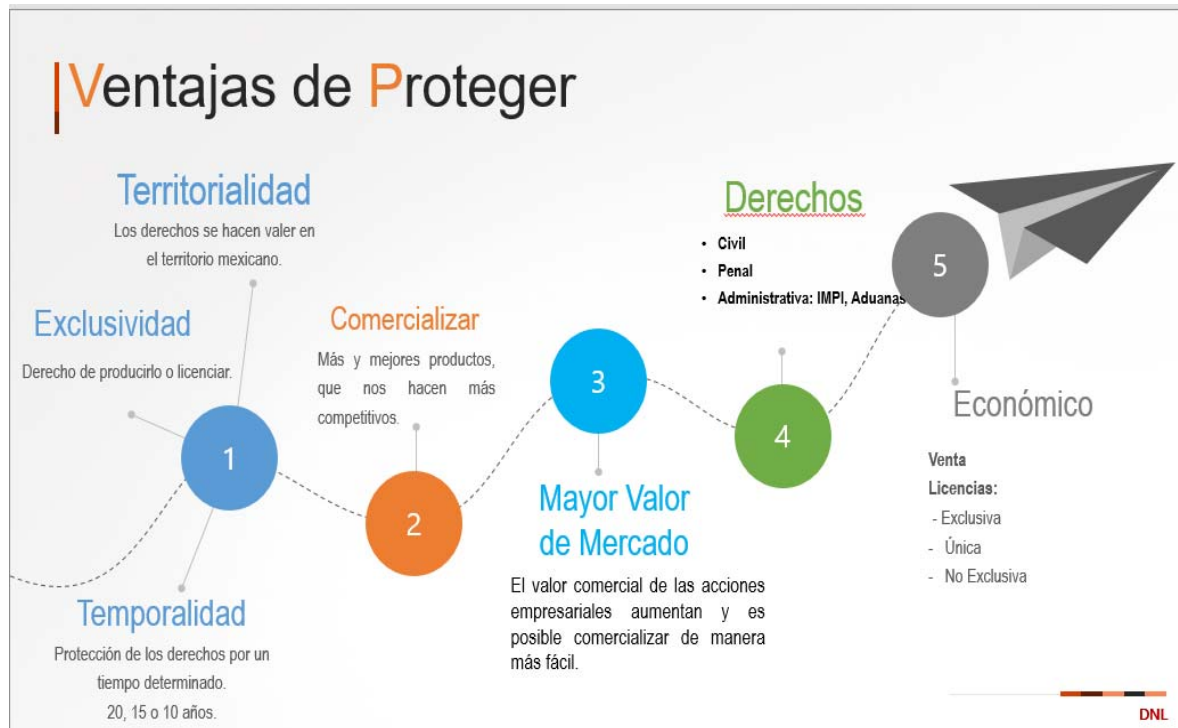 Ventajas de Proteger
Territorialidad
Los derechos se hacen valer en
el territorio mexicano.
Exclusividad
Derecho de producirlo o licenciar.
1
Temporalidad
Protección de los derechos por un
tiempo determinado.
20, 15 o 10 años.
Comercializar
Más y mejores productos,
que nos hacen más
competitivos.
2
3
Mayor Valor
de Mercado
El valor comercial de las acciones
empresariales aumentan y es
posible comercializar de manera
más fácil.
Derechos
• Civil
• Penal
• Administrativa: IMPI, Aduanas
4
5
Económico
Venta
Licencias:
- Exclusiva
- Única
- No Exclusiva
DNL